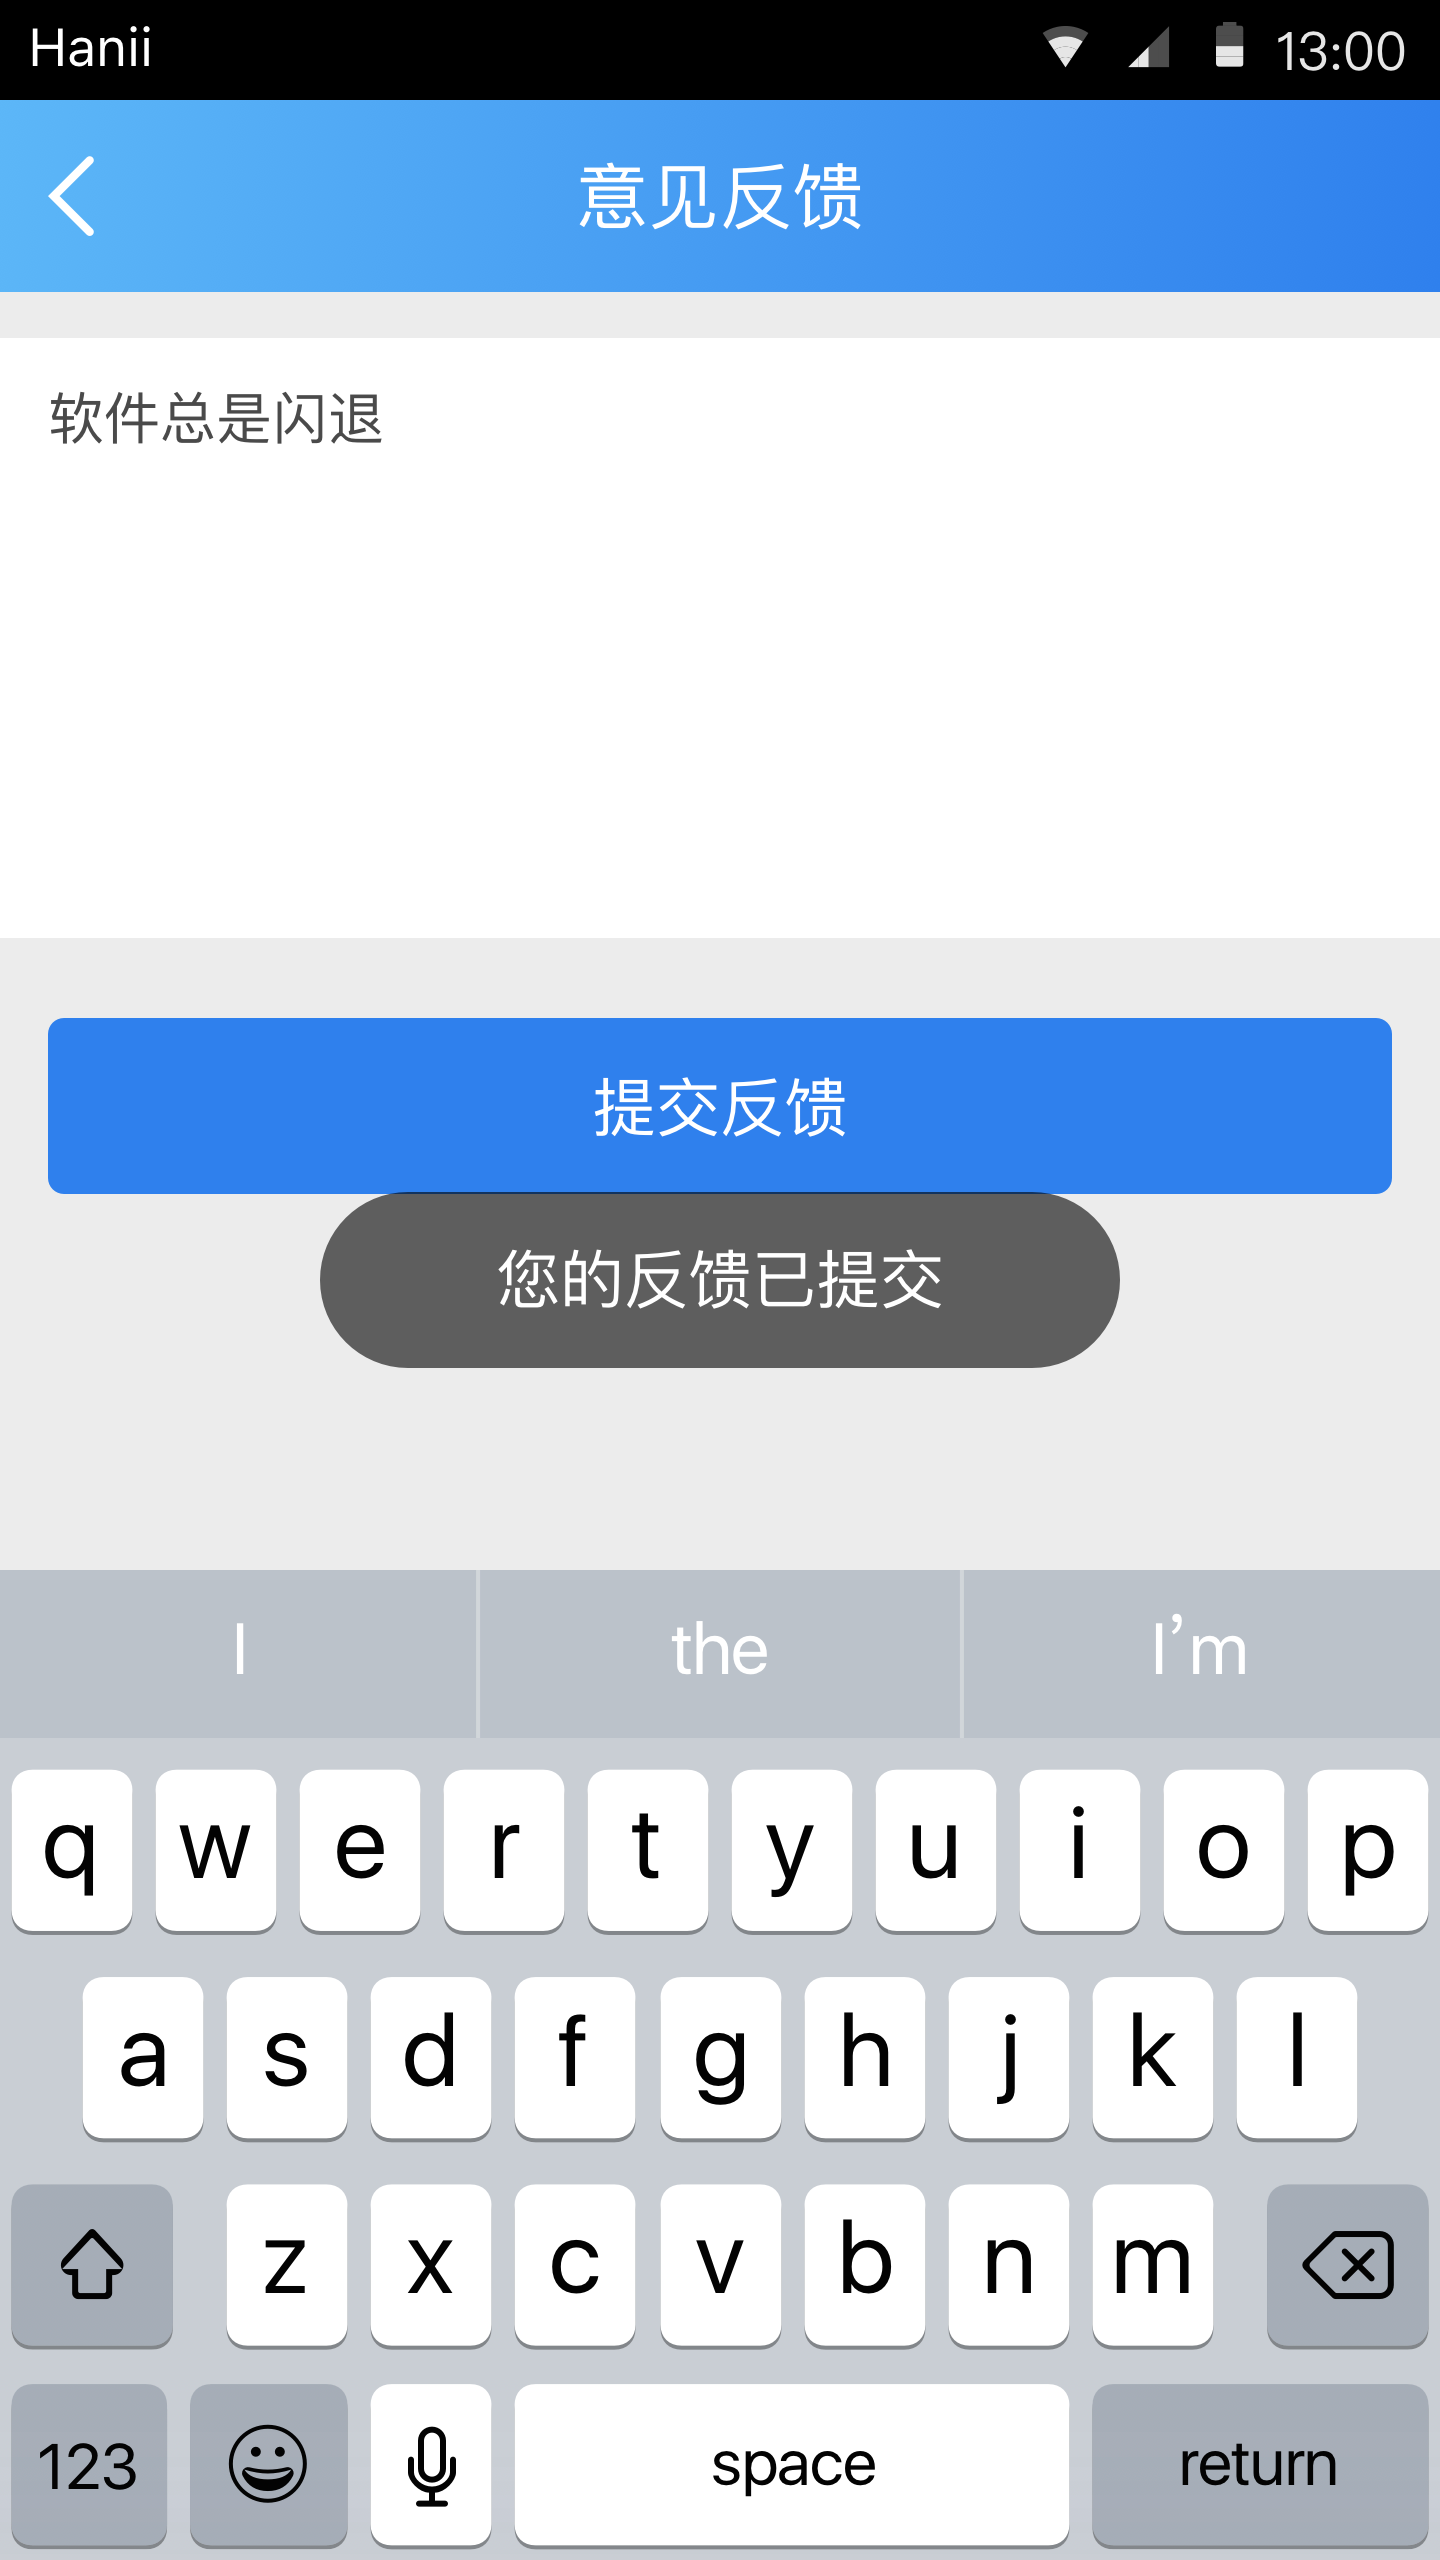 Hanii 13:00
意见反馈
软件总是闪退
提交反馈
您的反馈已提交
I the I’m
q w e r t y u i o p
a s d f g h j k l
z x c v b n m
123 space return